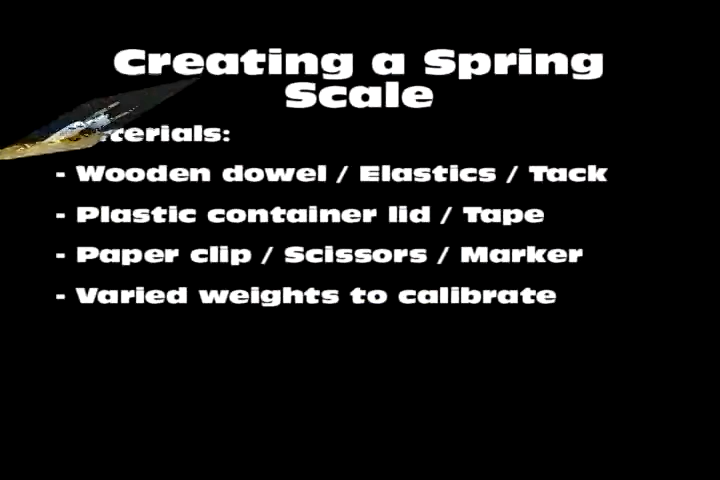 Creating a Spring
Scale
terials:
- Wooden dowel / Elastics / Tack
- Plastic container lid / Tape
- Paper clip / Scissors / Marker
- Varied weights to calibrate